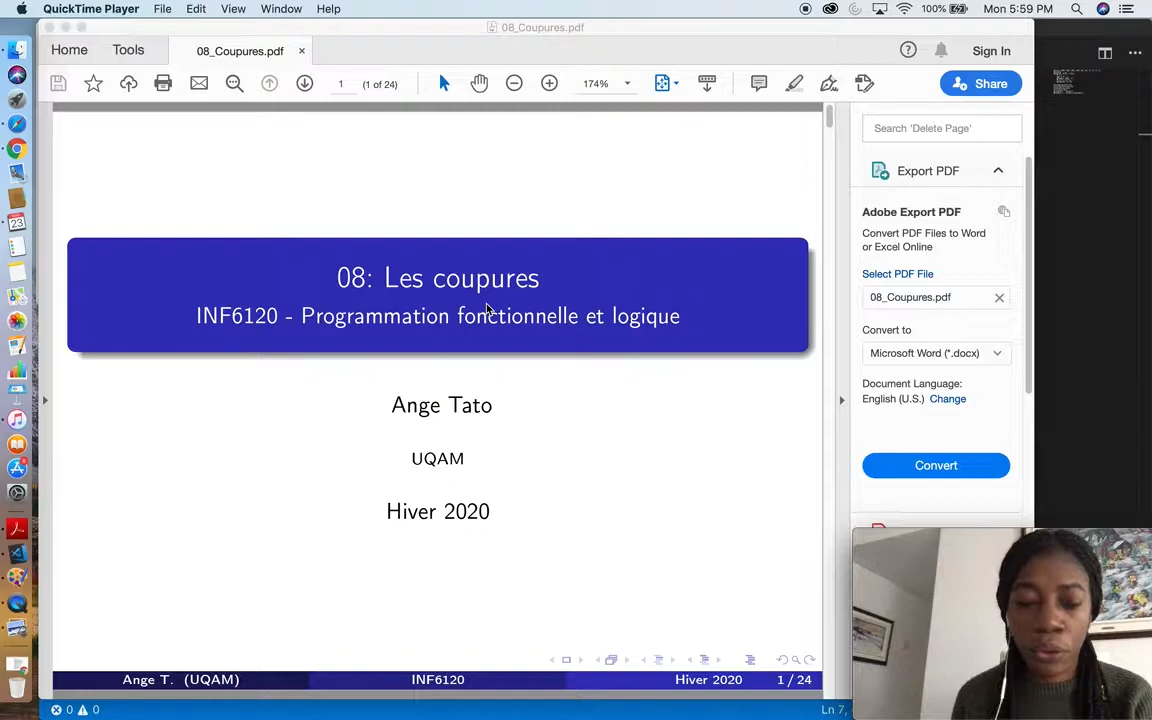 QuickTime Player File Edit View Window Help
100% Mon 5:59 PM
08_Coupures.pdf
Home Tools 08_Coupures.pdf × Sign In
1 (1 of 24) 174% Share
Search 'Delete Page'
Export PDF
Adobe Export PDF
Convert PDF Files to Word
or Excel Online
Select PDF File
08_Coupures.pdf
Convert to
Microsoft Word (*.docx)
Document Language:
English (U.S.) Change
Convert
08: Les coupures
INF6120 - Programmation fonctionnelle et logique
Ange Tato
UQAM
Hiver 2020
Ange T. (UQAM) INF6120 Hiver 2020 1 / 24
0 0 Ln 7,
23